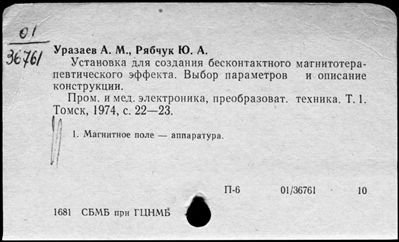 01
36761
Уразаев А. М., Рябчук Ю. А.
Установка для создания бесконтактного магнитотера-
певтического эффекта. Выбор параметров и описание
конструкции.
Пром. и мед. электроника, преобразоват. техника. Т. 1.
Томск, 1974, с. 22—23.
1. Магнитное поле — аппаратура.
П-6 01/36761 10
1681 СБМБ при ГЦНМБ